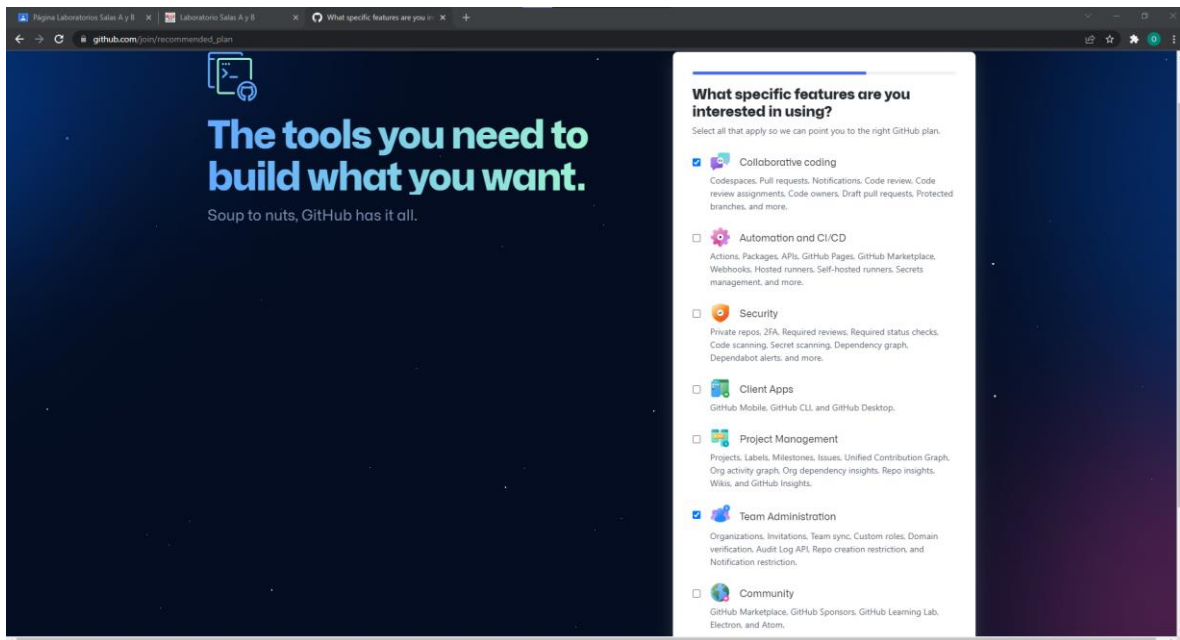 Página Laboratorios Salas A y B
Laboratorio Salas A y B
What specific features are you in
github.com/join/recommended_plan
The tools you need to
build what you want.
Soup to nuts, GitHub has it all.
What specific features are you
interested in using?
Select all that apply so we can point you to the right GitHub plan.
Collaborative coding
Codespaces, Pull requests, Notifications, Code review, Code
review assignments, Code owners, Draft pull requests, Protected
branches, and more.
Automation and CI/CD
Actions, Packages, APIs, GitHub Pages, GitHub Marketplace,
Webhooks, Hosted runners, Self-hosted runners, Secrets
management, and more.
Security
Private repos, 2FA, Required reviews, Required status checks,
Code scanning, Secret scanning, Dependency graph,
Dependabot alerts, and more.
Client Apps
GitHub Mobile, GitHub CLI, and GitHub Desktop.
Project Management
Projects, Labels, Milestones, Issues, Unified Contribution Graph,
Org activity graph, Org dependency insights, Repo insights,
Wikis, and GitHub Insights.
Team Administration
Organizations, Invitations, Team sync, Custom roles, Domain
verification, Audit Log API, Repo creation restriction, and
Notification restriction.
Community
GitHub Marketplace, GitHub Sponsors, GitHub Learning Lab,
Electron, and Atom.